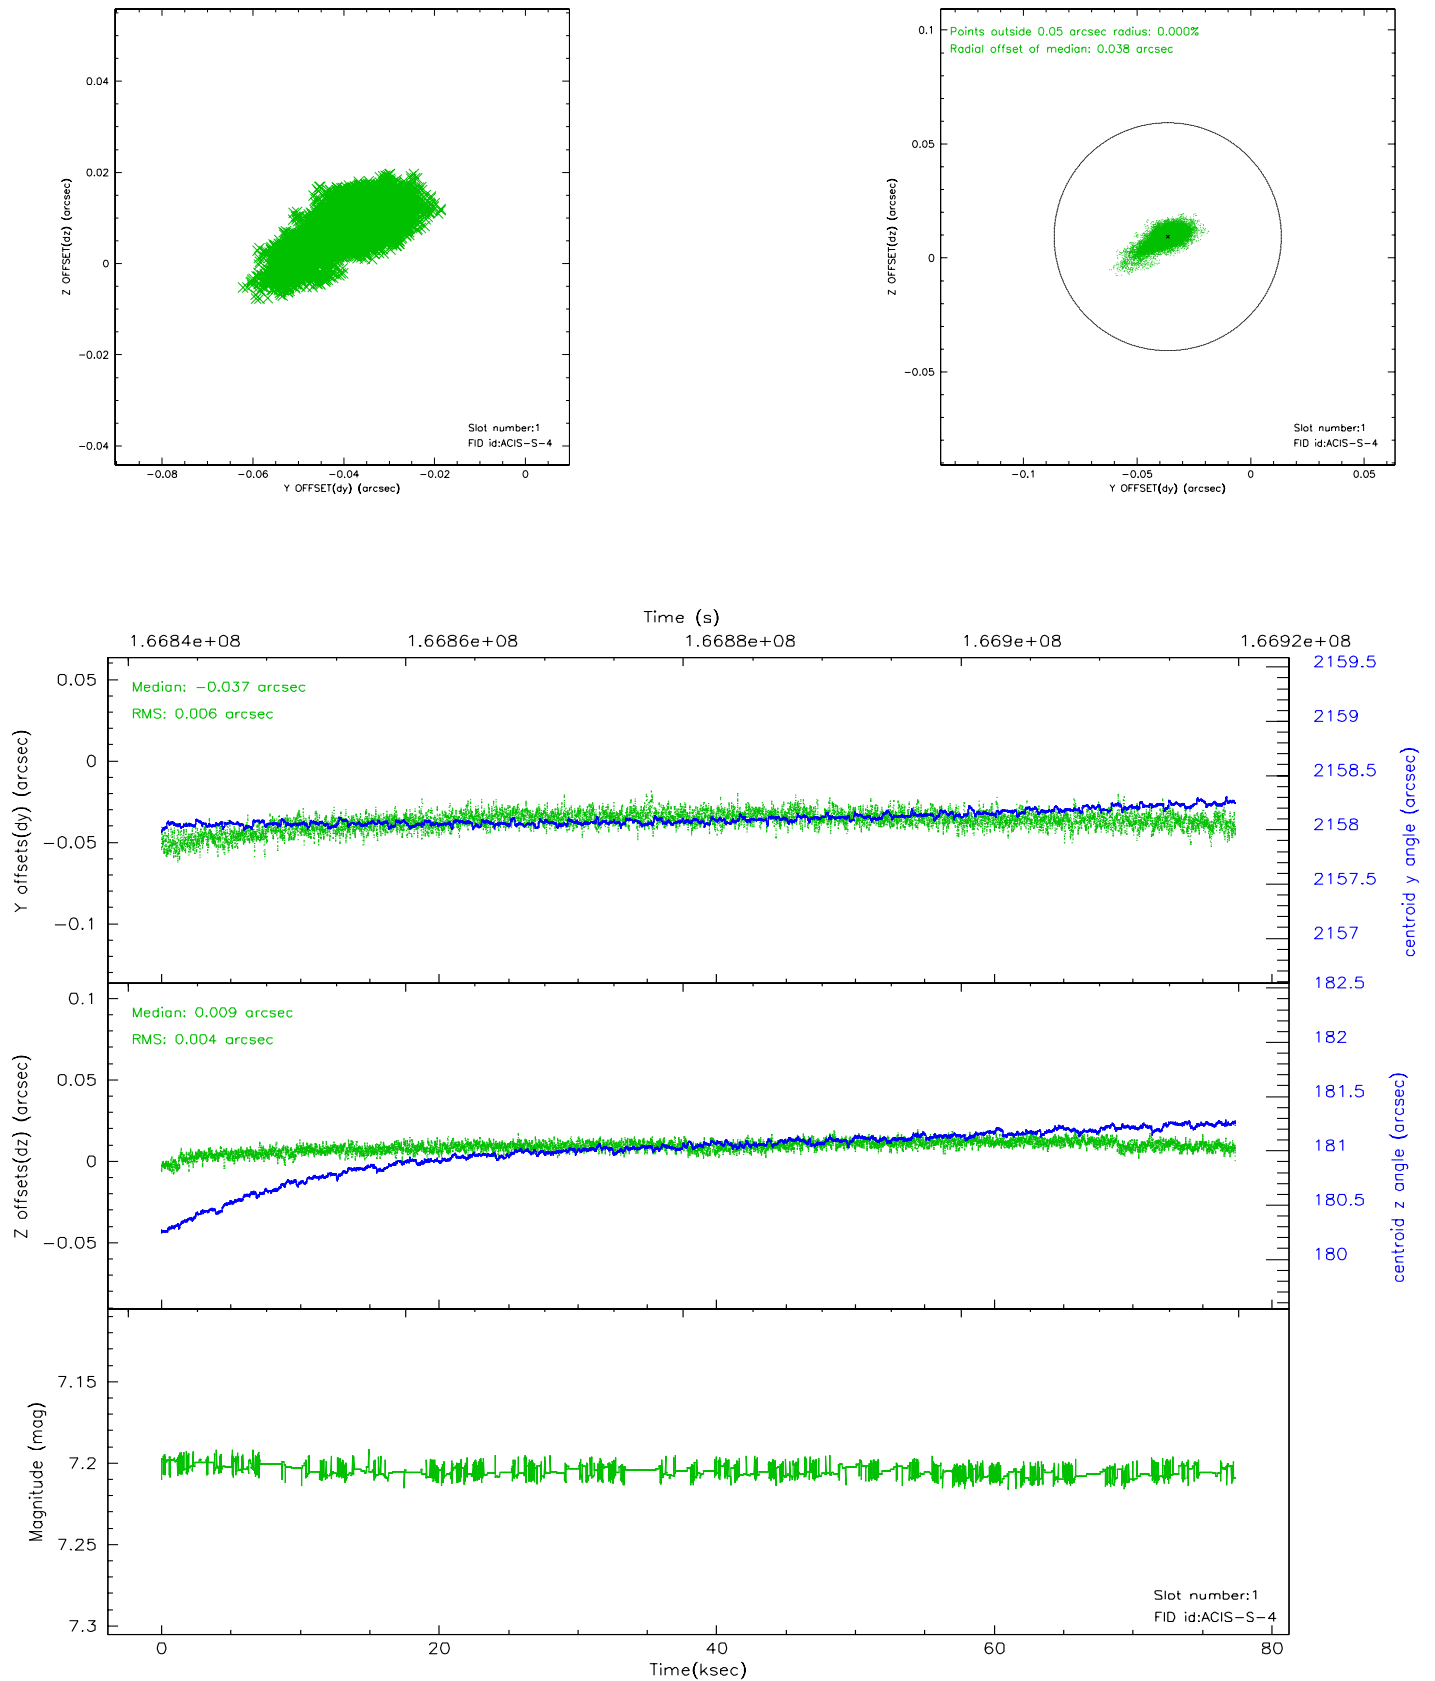 0.04
0.02
0
-0.02
-0.04
Z OFFSET(dz) (arcsec)
Slot number:1
FID id:ACIS-S-4
-0.08 -0.06 -0.04 -0.02 0
Y OFFSET(dy) (arcsec)
Points outside 0.05 arcsec radius: 0.000%
Radial offset of median: 0.038 arcsec
0.1
0.05
0
-0.05
Z OFFSET(dz) (arcsec)
Slot number:1
FID id:ACIS-S-4
-0.1 -0.05 0 0.05
Y OFFSET(dy) (arcsec)
Time (s)
1.6684e+08 1.6686e+08 1.6688e+08 1.669e+08 1.6692e+08
Median: -0.037 arcsec
RMS: 0.006 arcsec
0.05
0
-0.05
-0.1
Y offsets(dy) (arcsec)
2159.5
2159
2158.5
2158
2157.5
2157
centroid y angle (arcsec)
Median: 0.009 arcsec
RMS: 0.004 arcsec
0.1
0.05
0
-0.05
Z offsets(dz) (arcsec)
182.5
182
181.5
181
180.5
180
centroid z angle (arcsec)
7.15
7.2
7.25
7.3
Magnitude (mag)
Slot number:1
FID id:ACIS-S-4
0 20 40 60 80
Time(ksec)